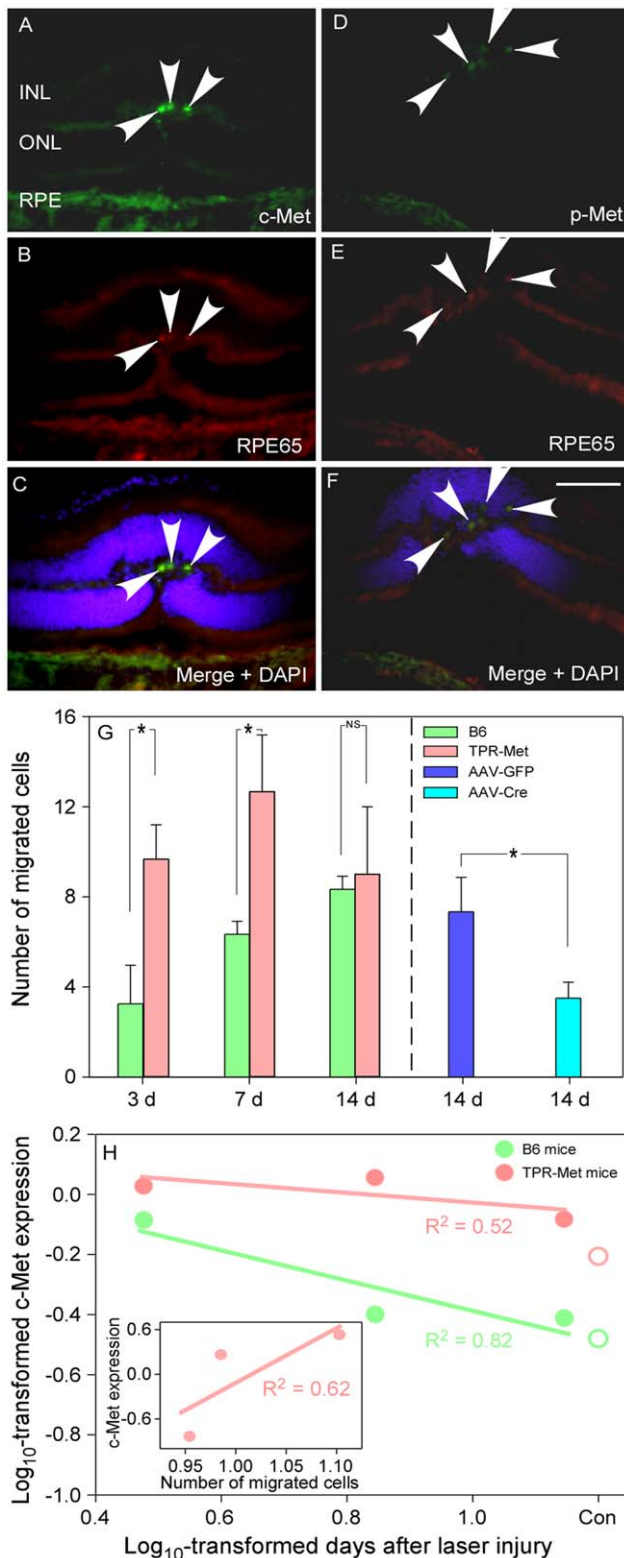 A
D
INL
ONL
RPE
c-Met
p-Met
B
E
RPE65
RPE65
C
F
Merge + DAPI
Merge + DAPI
G
16
12
8
4
0
Number of migrated cells
*
*
NS
*
B6
TPR-Met
AAV-GFP
AAV-Cre
3 d
7 d
14 d
14 d
14 d
H
0.2
0.0
-0.2
-0.4
-0.6
-0.8
-1.0
Log10-transformed c-Met expression
B6 mice
TPR-Met mice
R² = 0.52
R² = 0.82
0.6
0.0
-0.6
c-Met expression
R² = 0.62
0.95 1.00 1.05 1.10
Number of migrated cells
0.4 0.6 0.8 1.0 Con
Log10-transformed days after laser injury